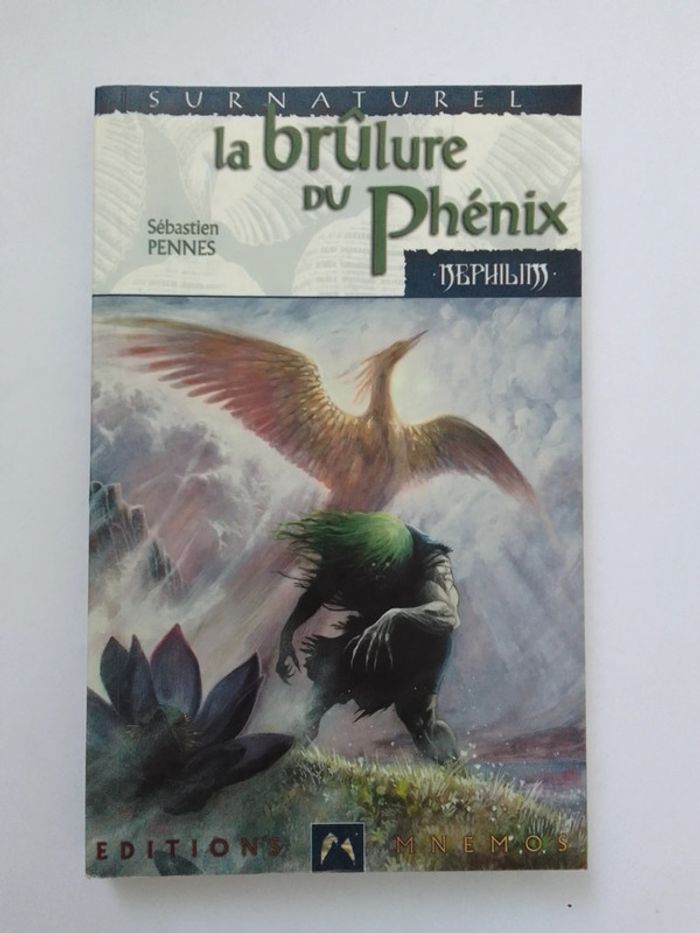 SURNATUREL
la brûlure
DU Phénix
Sébastien
PENNES
· NEPHILIM ·
EDITIONS MNEMOS